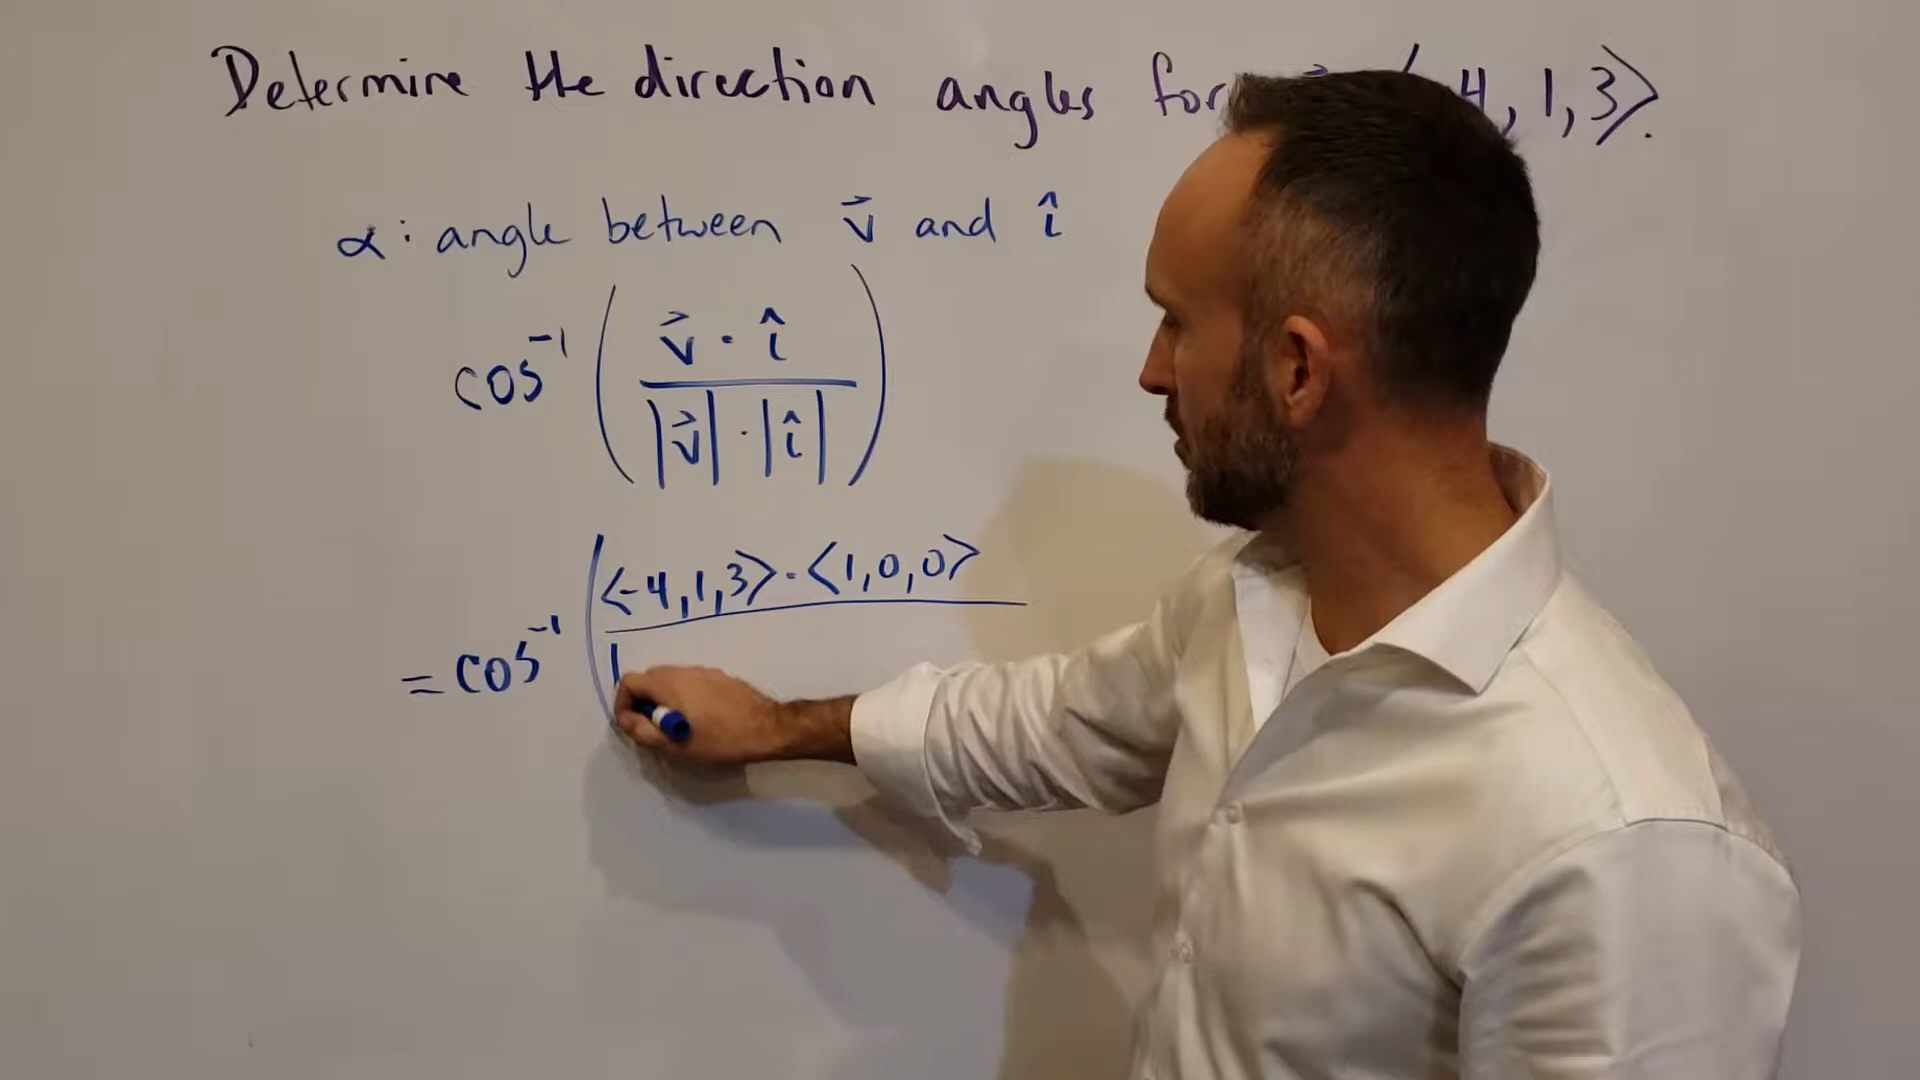 Determine the direction angles for 4, 1, 3⟩.
α: angle between v⃗ and î
cos⁻¹ ( v⃗ · î / |v⃗| · |î| )
= cos⁻¹ ( ⟨-4,1,3⟩ · ⟨1,0,0⟩ / |